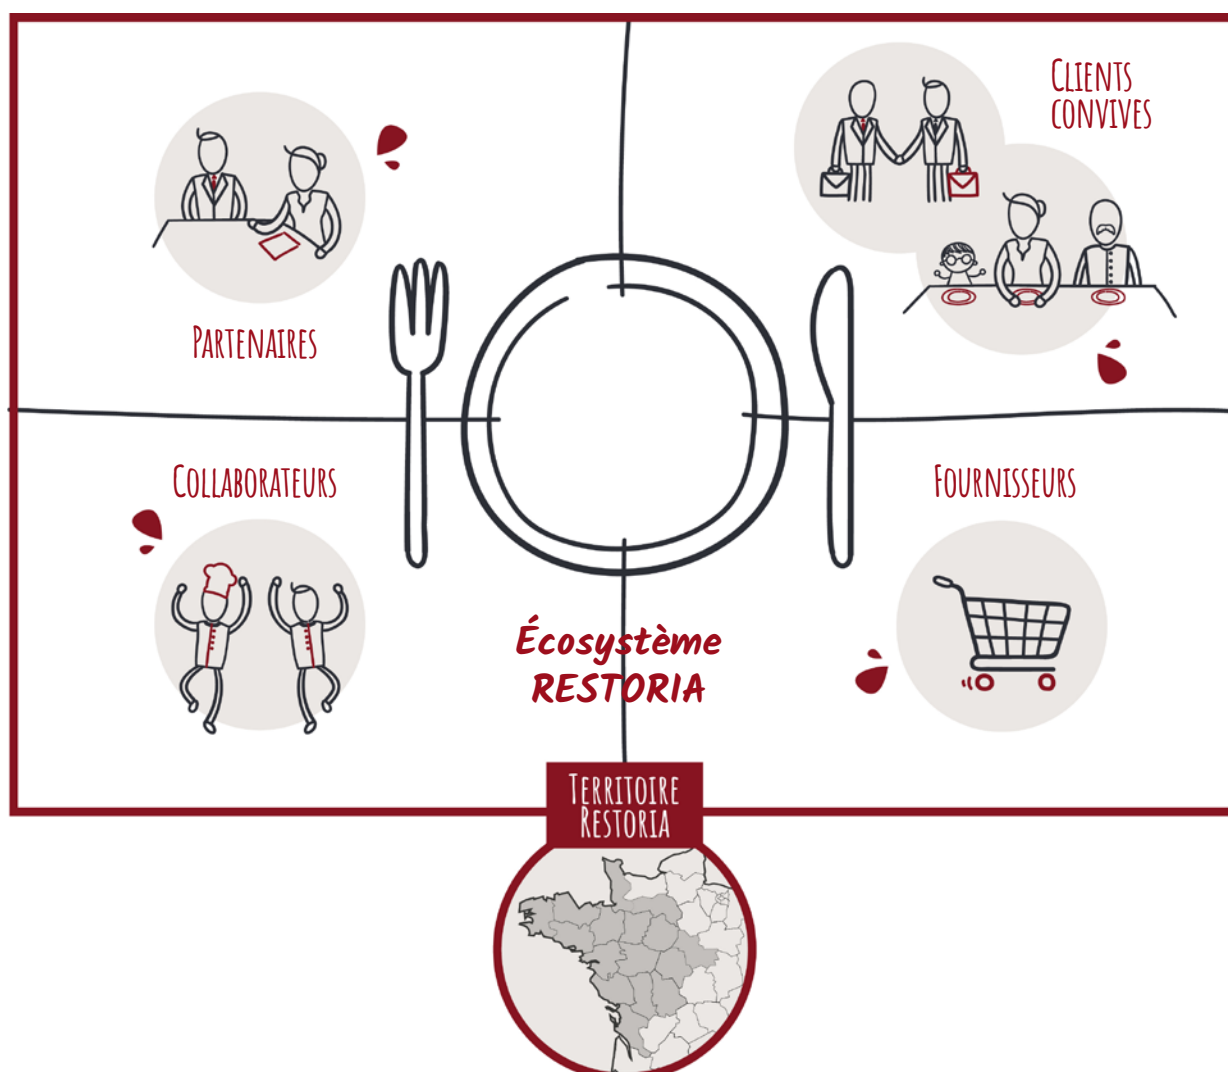 CLIENTS
CONVIVES
PARTENAIRES
COLLABORATEURS
FOURNISSEURS
Écosystème
RESTORIA
TERRITOIRE
RESTORIA